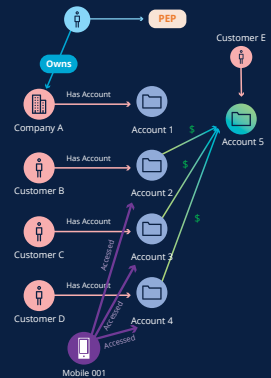 PEP
Customer E
Owns
Has Account
Company A
Account 1
$
Account 5
Has Account
$
Customer B
Account 2
Has Account
$
Customer C
Account 3
Accessed
Has Account
Customer D
Account 4
Accessed
Accessed
Mobile 001